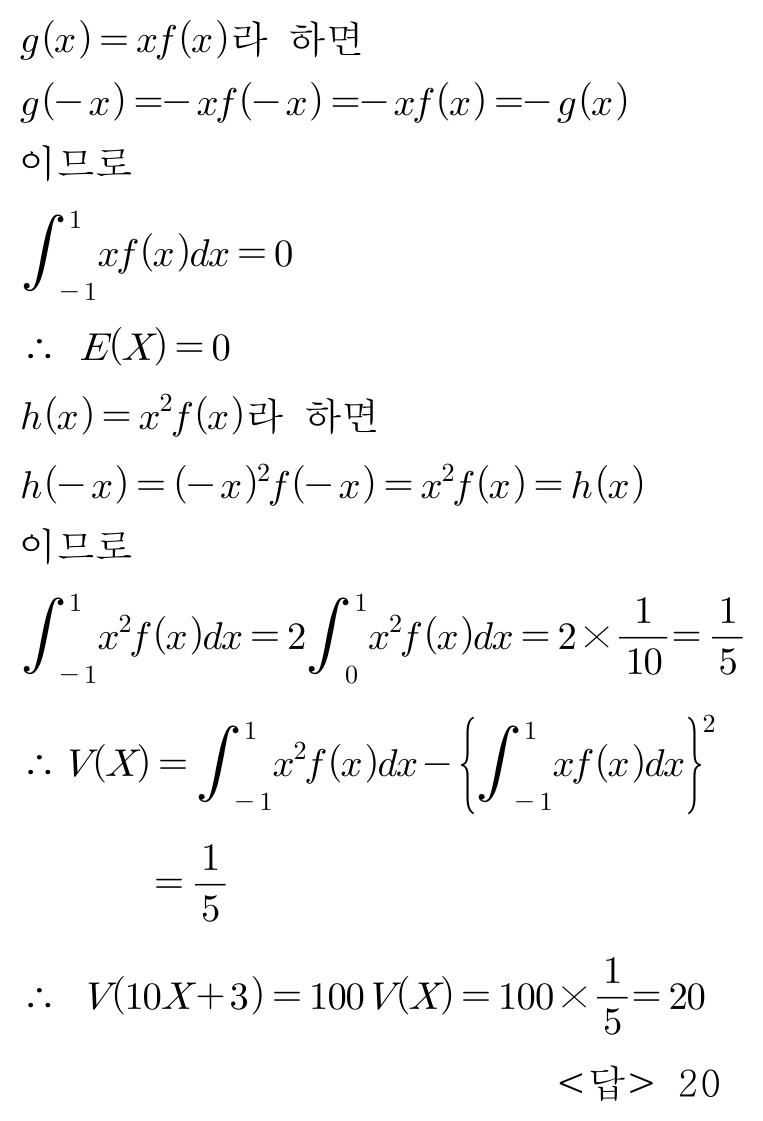 g(x) = xf(x)라 하면
g(−x) =−xf(−x) =−xf(x) =−g(x)
이므로
∫_{−1}^{1} xf(x)dx = 0
∴ E(X) = 0
h(x) = x²f(x)라 하면
h(−x) = (−x)²f(−x) = x²f(x) = h(x)
이므로
∫_{−1}^{1} x²f(x)dx = 2∫_{0}^{1} x²f(x)dx = 2 × 1/10 = 1/5
∴ V(X) = ∫_{−1}^{1} x²f(x)dx − {∫_{−1}^{1} xf(x)dx}²
= 1/5
∴ V(10X+3) = 100V(X) = 100 × 1/5 = 20
<답> 20